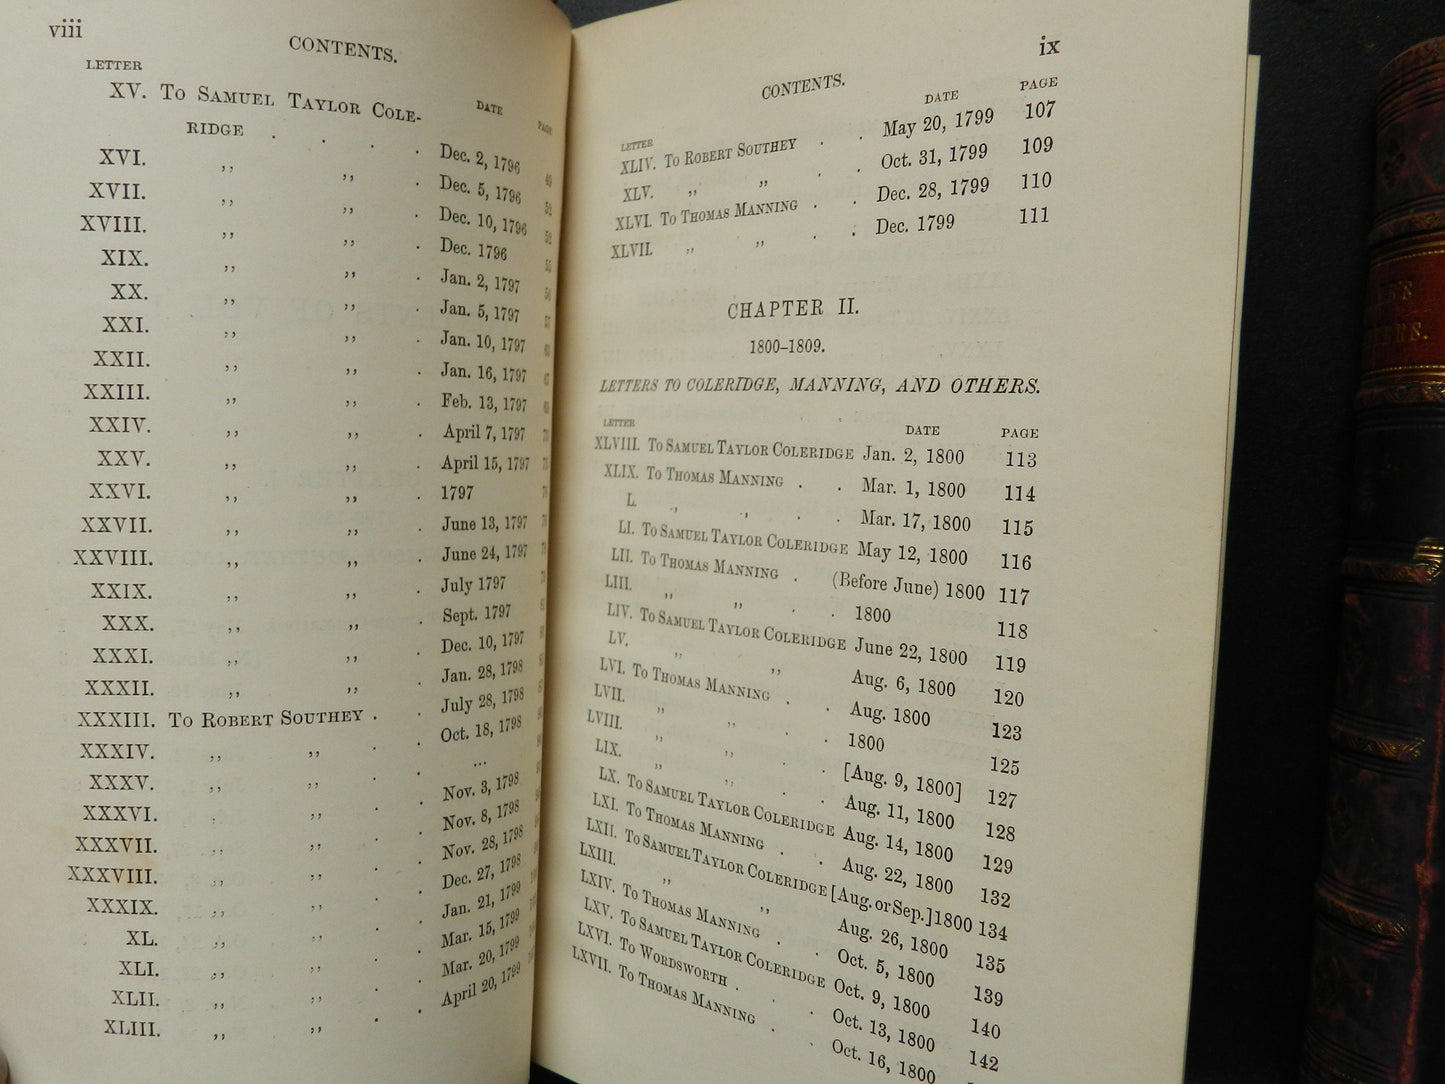 viii
CONTENTS.
LETTER DATE PAGE
XV. TO SAMUEL TAYLOR COLE-
RIDGE . . . . Dec. 2, 1796 49
XVI. ,, ,, . Dec. 5, 1796
XVII. ,, ,, . Dec. 10, 1796
XVIII. ,, ,, . Dec. 1796
XIX. ,, ,, . Jan. 2, 1797
XX. ,, ,, . Jan. 5, 1797
XXI. ,, ,, . Jan. 10, 1797
XXII. ,, ,, . Jan. 16, 1797
XXIII. ,, ,, . Feb. 13, 1797
XXIV. ,, ,, . April 7, 1797
XXV. ,, ,, . April 15, 1797
XXVI. ,, ,, . 1797
XXVII. ,, ,, . June 13, 1797
XXVIII. ,, ,, . June 24, 1797
XXIX. ,, ,, . July 1797
XXX. ,, ,, . Sept. 1797
XXXI. ,, ,, . Dec. 10, 1797
XXXII. ,, ,, . Jan. 28, 1798
XXXIII. TO ROBERT SOUTHEY . . July 28, 1798
XXXIV. ,, ,, . . Oct. 18, 1798
XXXV. ,, ,, . . ...
XXXVI. ,, ,, . . Nov. 3, 1798
XXXVII. ,, ,, . . Nov. 8, 1798
XXXVIII. ,, ,, . . Nov. 28, 1798
XXXIX. ,, ,, . . Dec. 27, 1798
XL. ,, ,, . . Jan. 21, 1799
XLI. ,, ,, . . Mar. 15, 1799
XLII. ,, ,, . . Mar. 20, 1799
XLIII. ,, ,, . . April 20, 1799
ix
CONTENTS.
LETTER DATE PAGE
XLIV. TO ROBERT SOUTHEY . . May 20, 1799 107
XLV. ,, ,, . . Oct. 31, 1799 109
XLVI. TO THOMAS MANNING . . Dec. 28, 1799 110
XLVII. ,, ,, . . Dec. 1799 111
CHAPTER II.
1800–1809.
LETTERS TO COLERIDGE, MANNING, AND OTHERS.
LETTER DATE PAGE
XLVIII. TO SAMUEL TAYLOR COLERIDGE Jan. 2, 1800 113
XLIX. TO THOMAS MANNING . . Mar. 1, 1800 114
L. ,, ,, . . Mar. 17, 1800 115
LI. TO SAMUEL TAYLOR COLERIDGE May 12, 1800 116
LII. TO THOMAS MANNING . (Before June) 1800 117
LIII. ,, ,, . . 1800 118
LIV. TO SAMUEL TAYLOR COLERIDGE June 22, 1800 119
LV. ,, ,, Aug. 6, 1800 120
LVI. TO THOMAS MANNING . . Aug. 1800 123
LVII. ,, ,, . . 1800 125
LVIII. ,, ,, . . [Aug. 9, 1800] 127
LIX. ,, ,, . . Aug. 11, 1800 128
LX. TO SAMUEL TAYLOR COLERIDGE Aug. 14, 1800 129
LXI. TO THOMAS MANNING . . Aug. 22, 1800 132
LXII. TO SAMUEL TAYLOR COLERIDGE [Aug. or Sep.] 1800 134
LXIII. ,, ,, Aug. 26, 1800 135
LXIV. TO THOMAS MANNING . . Oct. 5, 1800 139
LXV. TO SAMUEL TAYLOR COLERIDGE Oct. 9, 1800 140
LXVI. TO WORDSWORTH . . . Oct. 13, 1800 142
LXVII. TO THOMAS MANNING . . Oct. 16, 1800